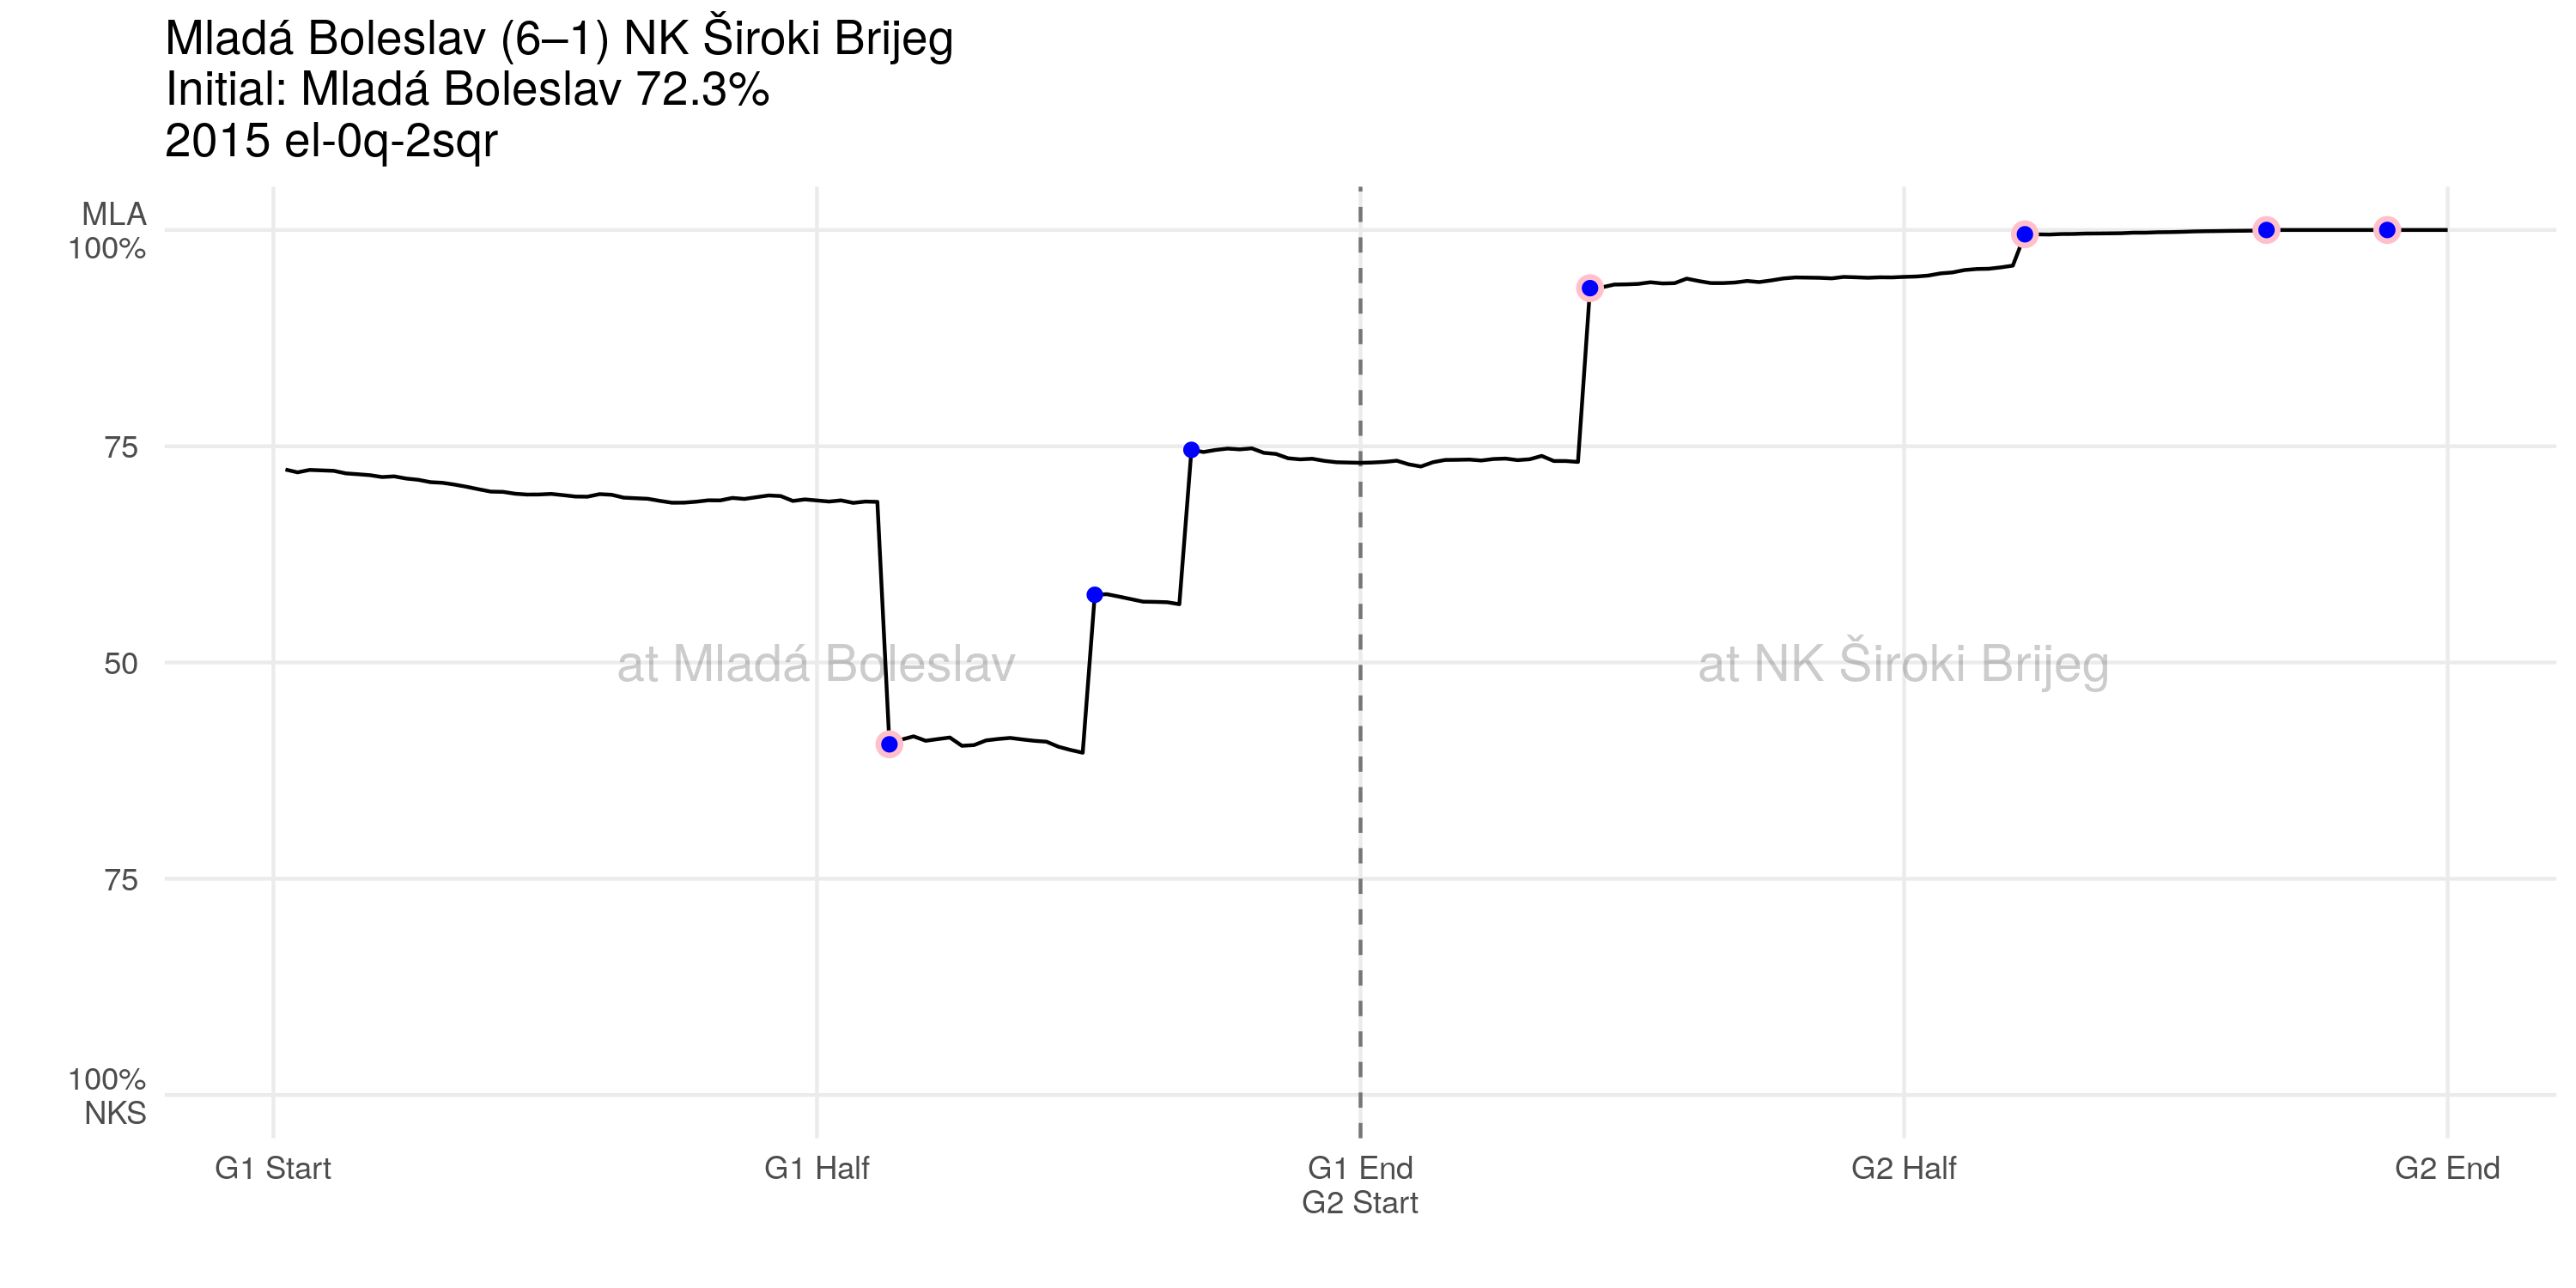 Mladá Boleslav (6–1) NK Široki Brijeg
Initial: Mladá Boleslav 72.3%
2015 el-0q-2sqr
MLA
100%
75
50
75
100%
NKS
at Mladá Boleslav
at NK Široki Brijeg
G1 Start
G1 Half
G1 End
G2 Start
G2 Half
G2 End